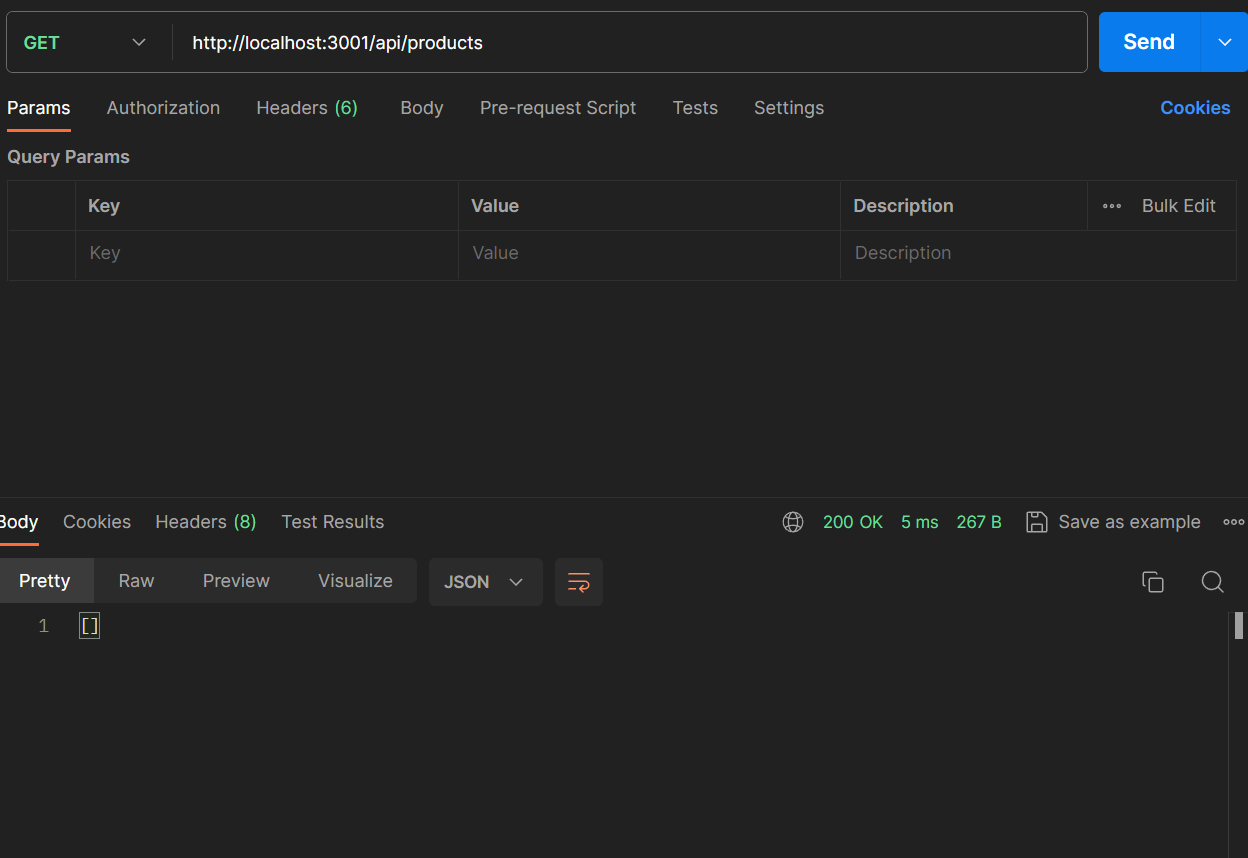 GET http://localhost:3001/api/products Send
Params Authorization Headers (6) Body Pre-request Script Tests Settings Cookies
Query Params
Key Value Description Bulk Edit
Key Value Description
Body Cookies Headers (8) Test Results 200 OK 5 ms 267 B Save as example
Pretty Raw Preview Visualize JSON
1 []